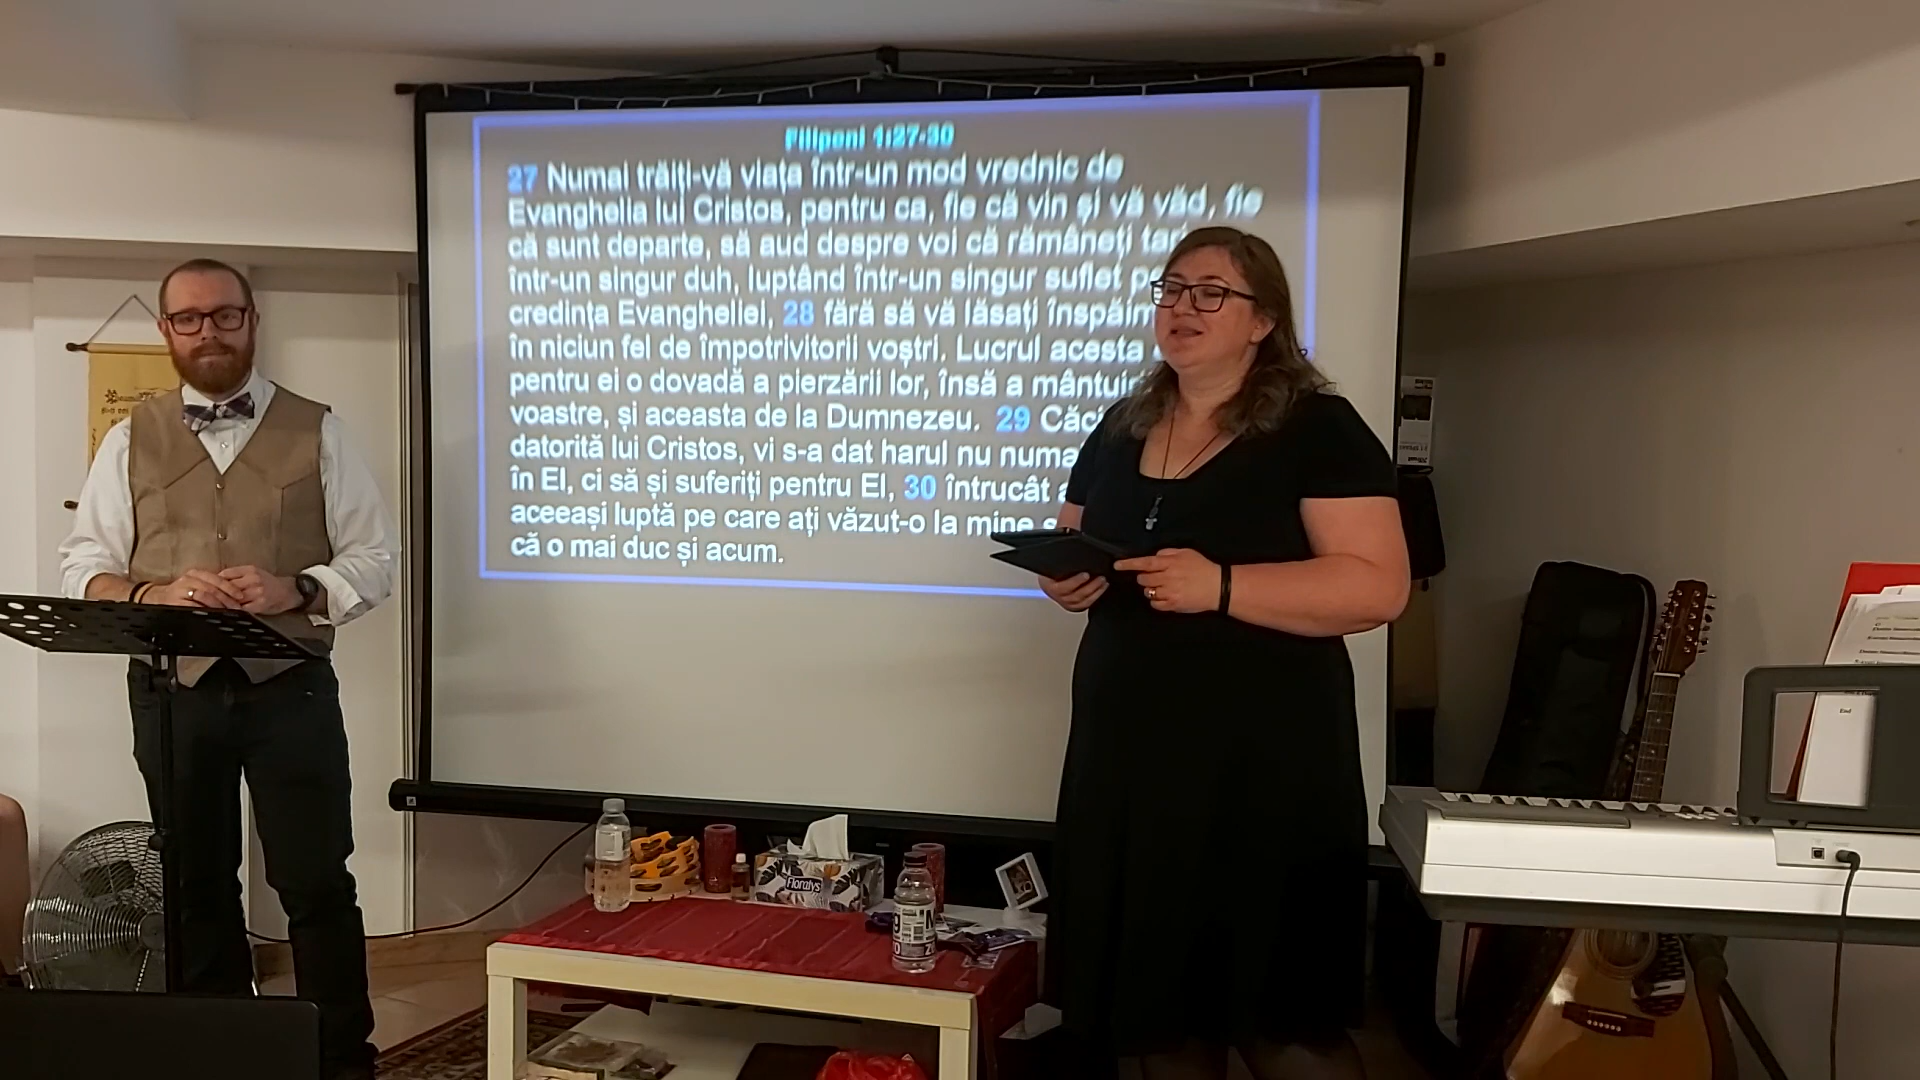 Filipeni 1:27-30
27 Numai trăiți-vă viața într-un mod vrednic de
Evanghelia lui Cristos, pentru ca, fie că vin și vă văd, fie
că sunt departe, să aud despre voi că rămâneți tari
într-un singur duh, luptând într-un singur suflet
credința Evangheliei, 28 fără să vă lăsați
în niciun fel de împotrivitorii voștri. Lucrul acesta
pentru ei o dovadă a pierzării lor, însă a
voastre, și aceasta de la Dumnezeu. 29 Căci
datorită lui Cristos, vi s-a dat harul nu
în El, ci să și suferiți pentru El, 30 întrucât
aceeași luptă pe care ați văzut-o la mine
că o mai duc și acum.
Floralys
End